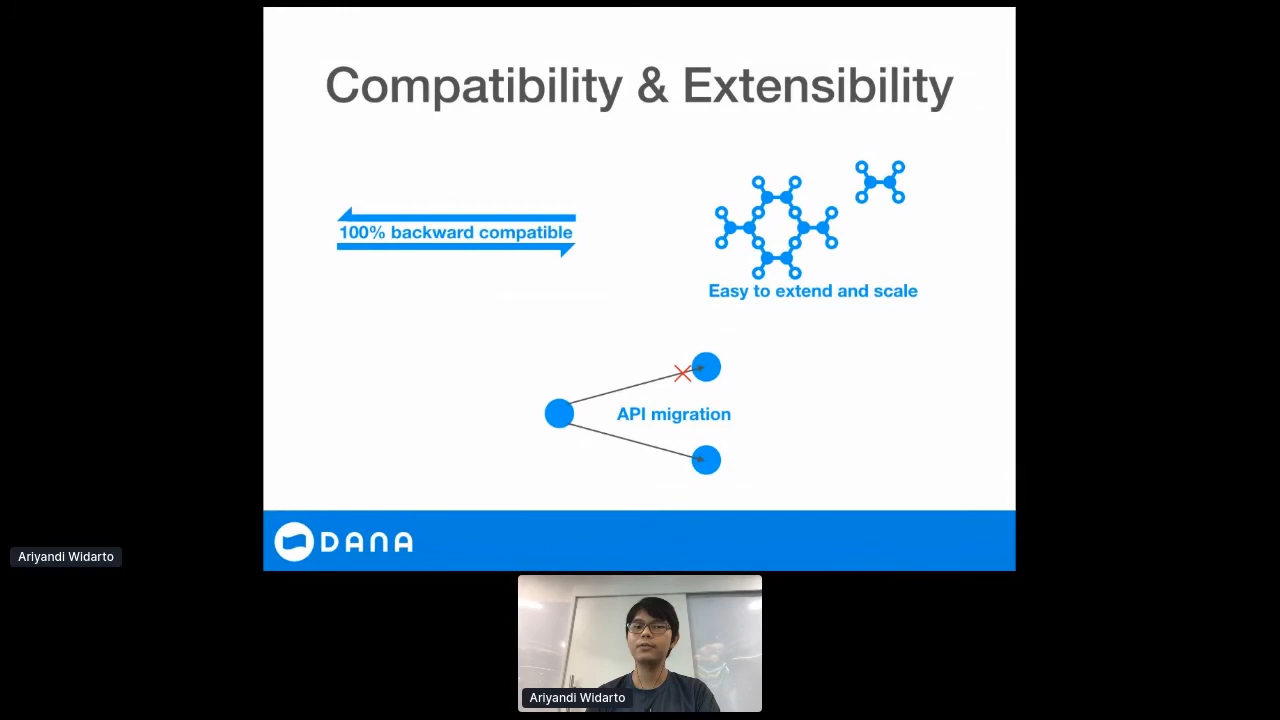 Compatibility & Extensibility
100% backward compatible
Easy to extend and scale
API migration
DANA
Ariyandi Widarto
Ariyandi Widarto